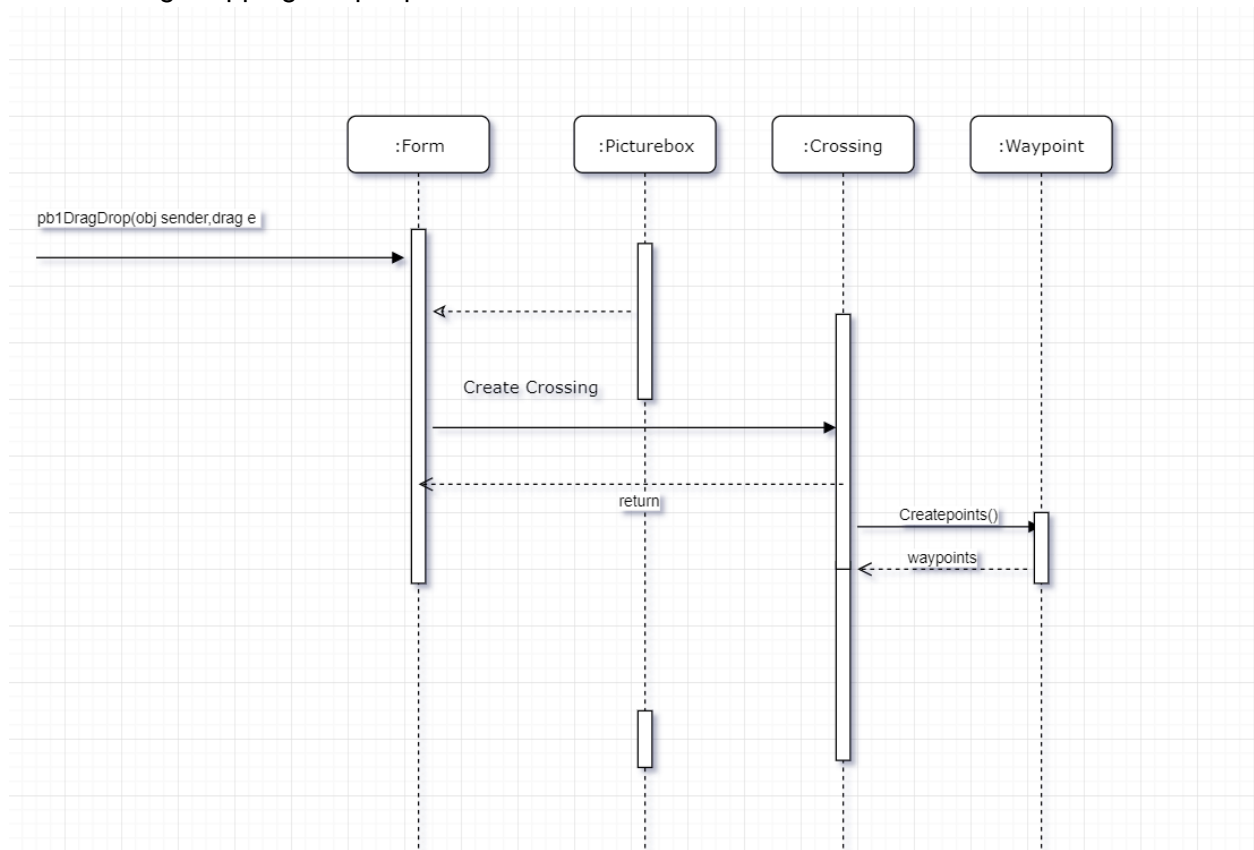 :Form
:Picturebox
:Crossing
:Waypoint
pb1DragDrop(obj sender,drag e
Create Crossing
return
Createpoints()
waypoints